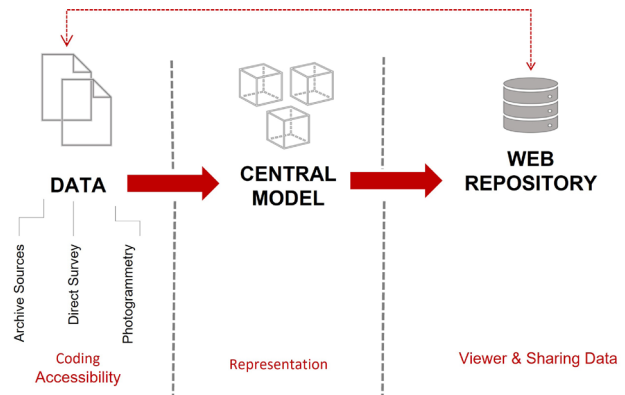 DATA
CENTRAL
MODEL
WEB
REPOSITORY
Archive Sources
Direct Survey
Photogrammetry
Coding
Accessibility
Representation
Viewer & Sharing Data